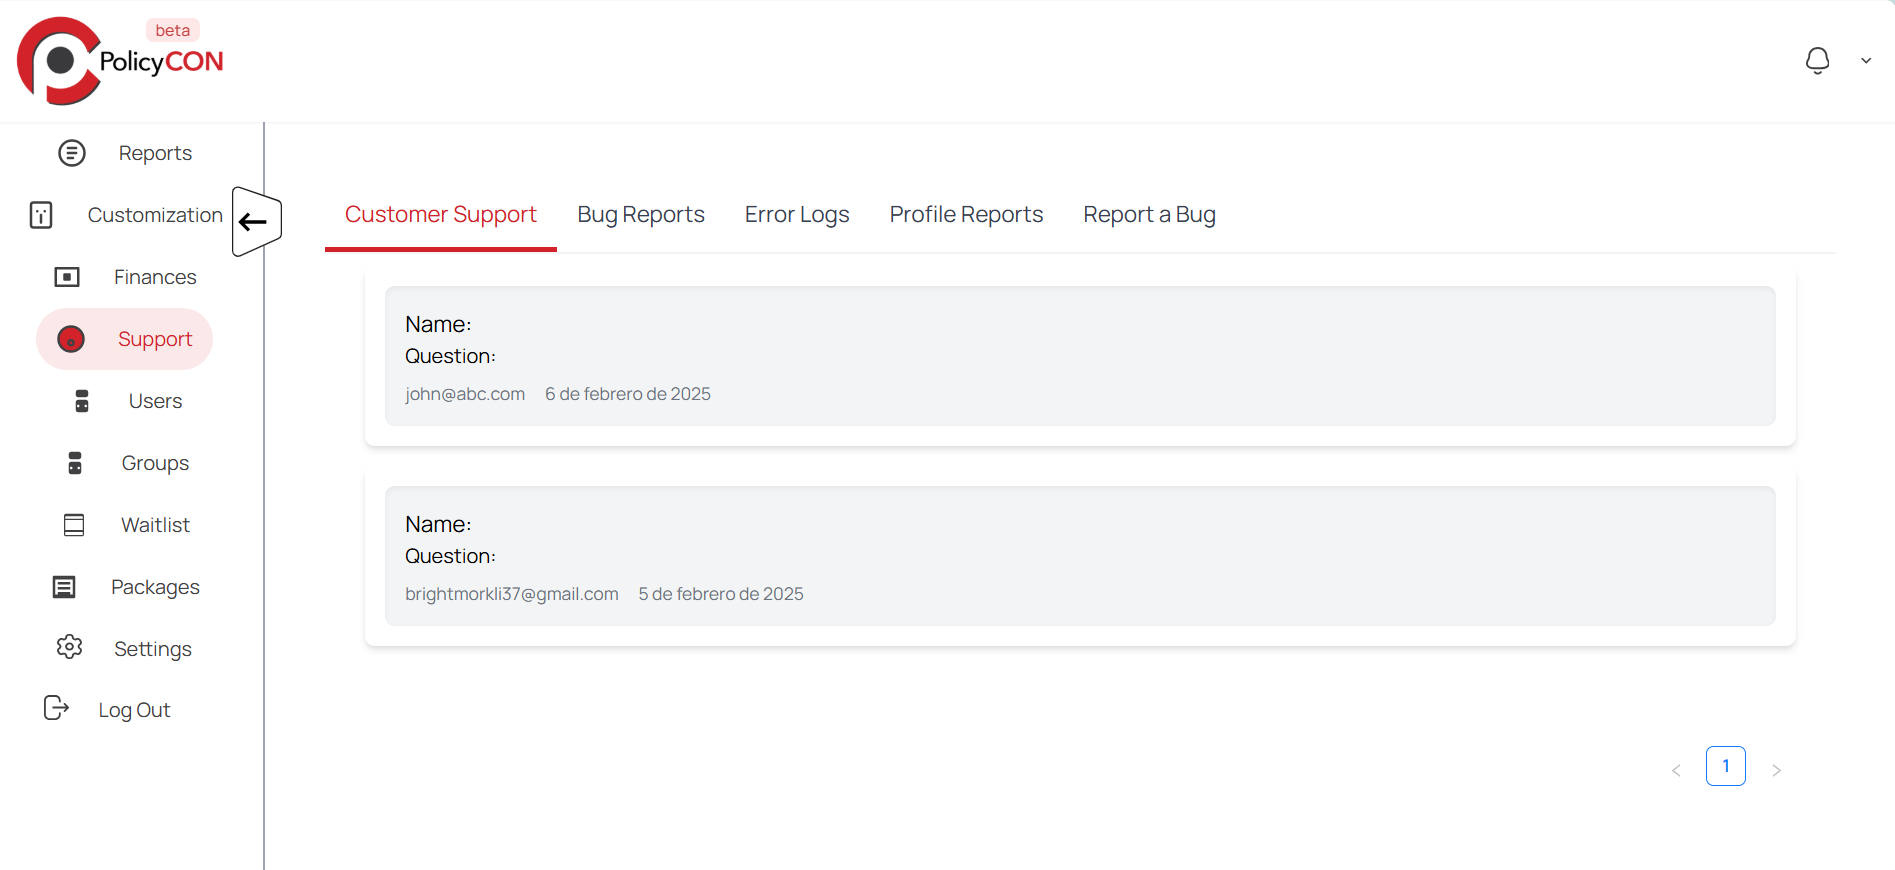 beta
PolicyCON
Reports
Customization
Finances
Support
Users
Groups
Waitlist
Packages
Settings
Log Out
Customer Support Bug Reports Error Logs Profile Reports Report a Bug
Name:
Question:
john@abc.com 6 de febrero de 2025
Name:
Question:
brightmorkli37@gmail.com 5 de febrero de 2025
< 1 >